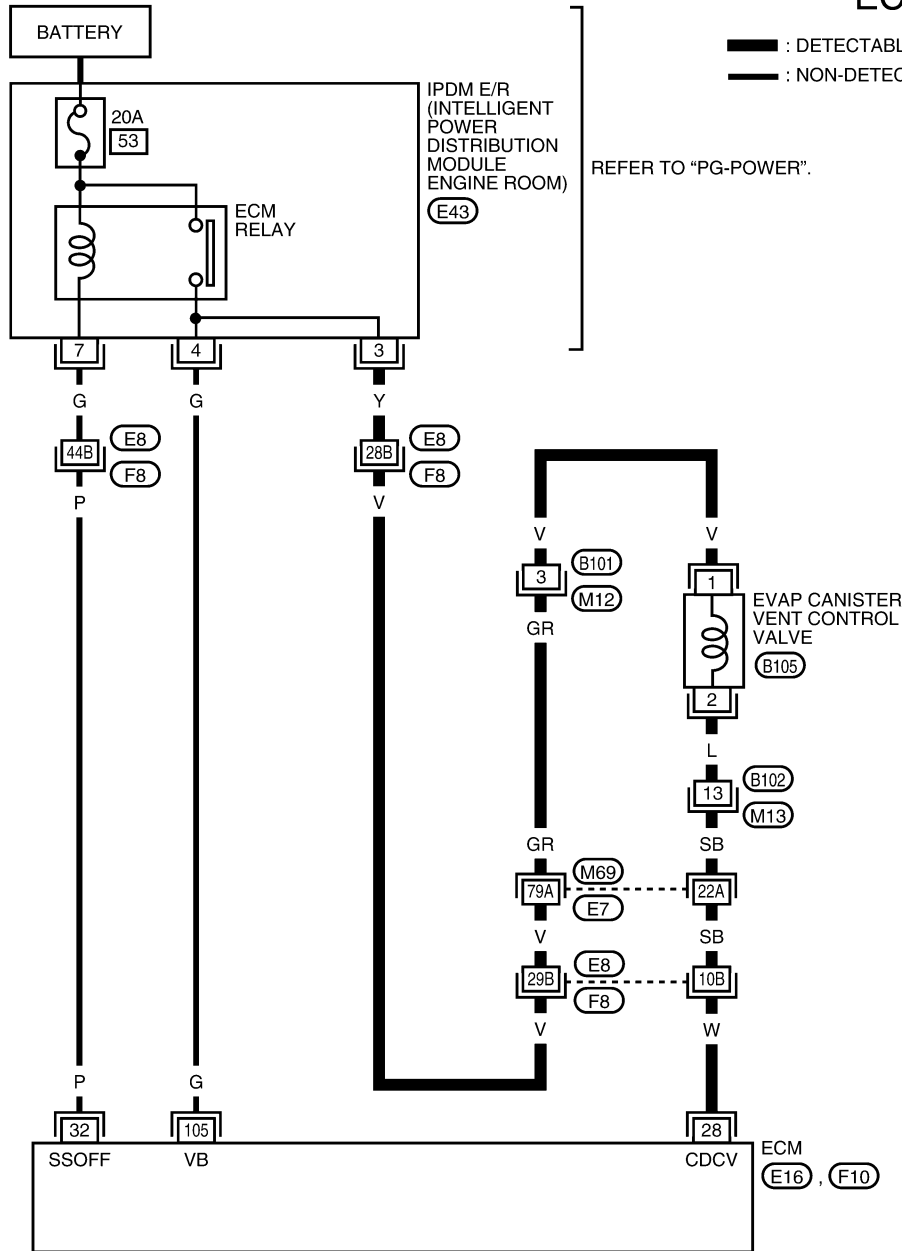 EC
BATTERY
: DETECTABL
: NON-DETEC
IPDM E/R
(INTELLIGENT
POWER
DISTRIBUTION
MODULE
ENGINE ROOM)
E43
20A
53
REFER TO “PG-POWER”.
ECM
RELAY
7
4
3
G
G
Y
44B
E8
F8
28B
E8
F8
P
V
V
V
3
B101
M12
1
EVAP CANISTER
VENT CONTROL
VALVE
B105
GR
2
L
13
B102
M13
GR
SB
79A
M69
E7
22A
V
SB
29B
E8
F8
10B
V
W
P
G
32
105
28
SSOFF
VB
CDCV
ECM
E16 , F10